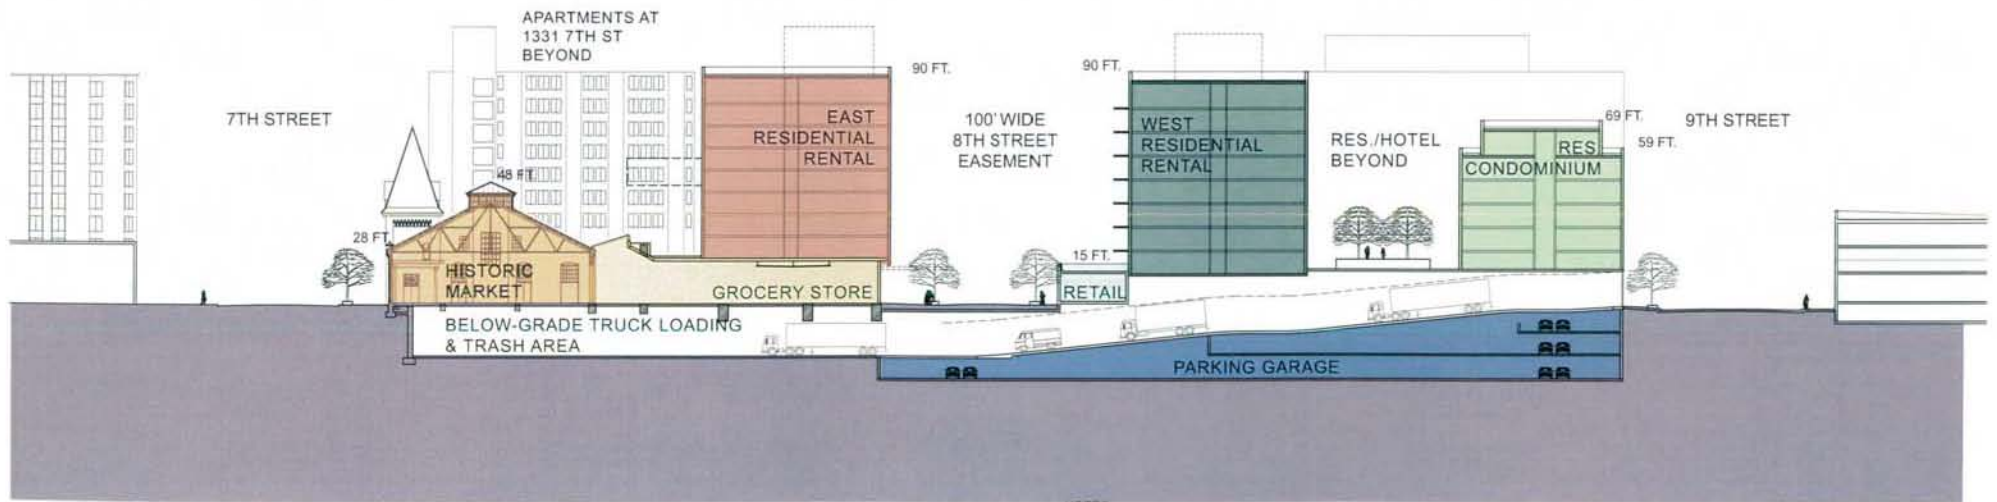 APARTMENTS AT
1331 7TH ST
BEYOND
7TH STREET
90 FT.
90 FT.
EAST
RESIDENTIAL
RENTAL
100' WIDE
8TH STREET
EASEMENT
WEST
RESIDENTIAL
RENTAL
RES./HOTEL
BEYOND
69 FT.
59 FT.
RES.
CONDOMINIUM
9TH STREET
48 FT.
28 FT.
HISTORIC
MARKET
GROCERY STORE
15 FT.
RETAIL
BELOW-GRADE TRUCK LOADING
& TRASH AREA
PARKING GARAGE